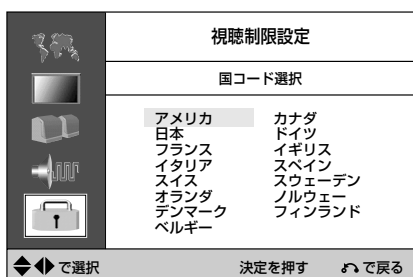 視聴制限設定
国コード選択
アメリカ カナダ
日本 ドイツ
フランス イギリス
イタリア スペイン
スイス スウェーデン
オランダ ノルウェー
デンマーク フィンランド
ベルギー
で選択 決定を押す で戻る